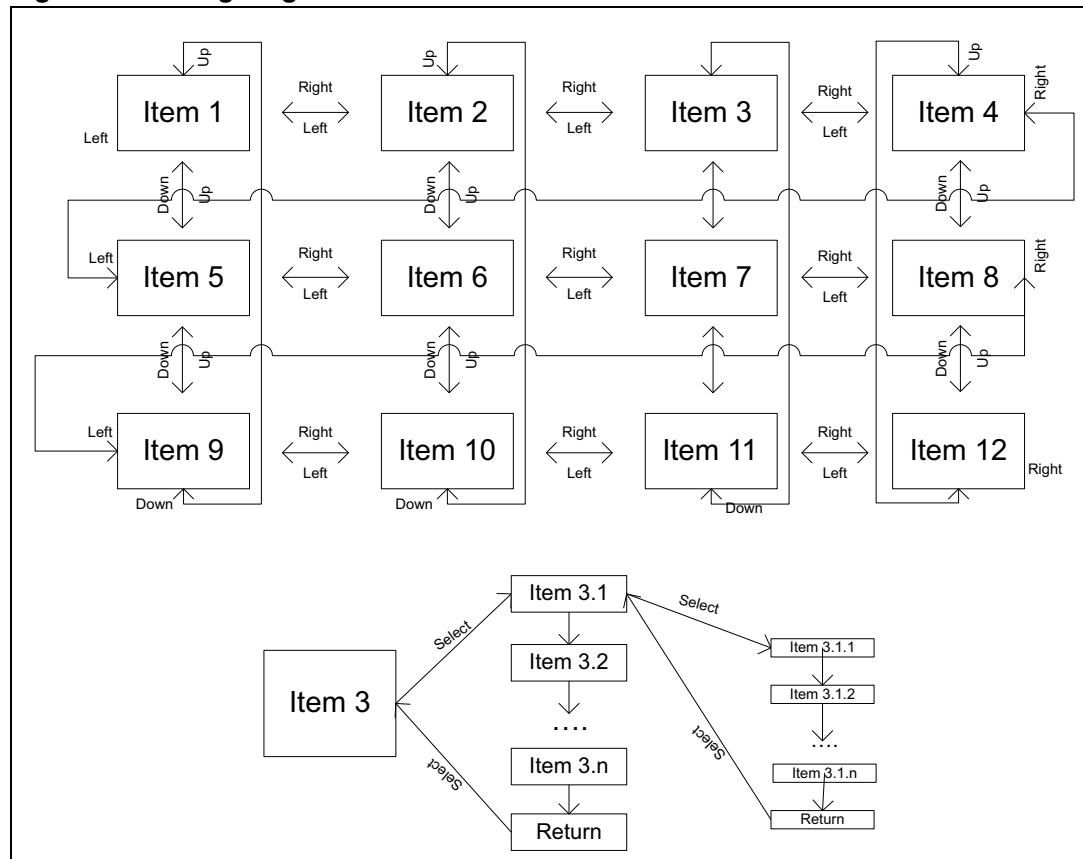 Up
Up
Up
Item 1
Right
Left
Item 2
Right
Left
Item 3
Right
Left
Item 4
Right
Left
Down
Up
Down
Up
Down
Up
Left
Item 5
Right
Left
Item 6
Right
Left
Item 7
Right
Left
Item 8
Right
Down
Up
Down
Up
Down
Up
Left
Item 9
Right
Left
Item 10
Right
Left
Item 11
Right
Left
Item 12
Right
Down
Down
Down
Item 3
Select
Select
Item 3.1
Item 3.2
....
Item 3.n
Return
Select
Select
Item 3.1.1
Item 3.1.2
....
Item 3.1.n
Return